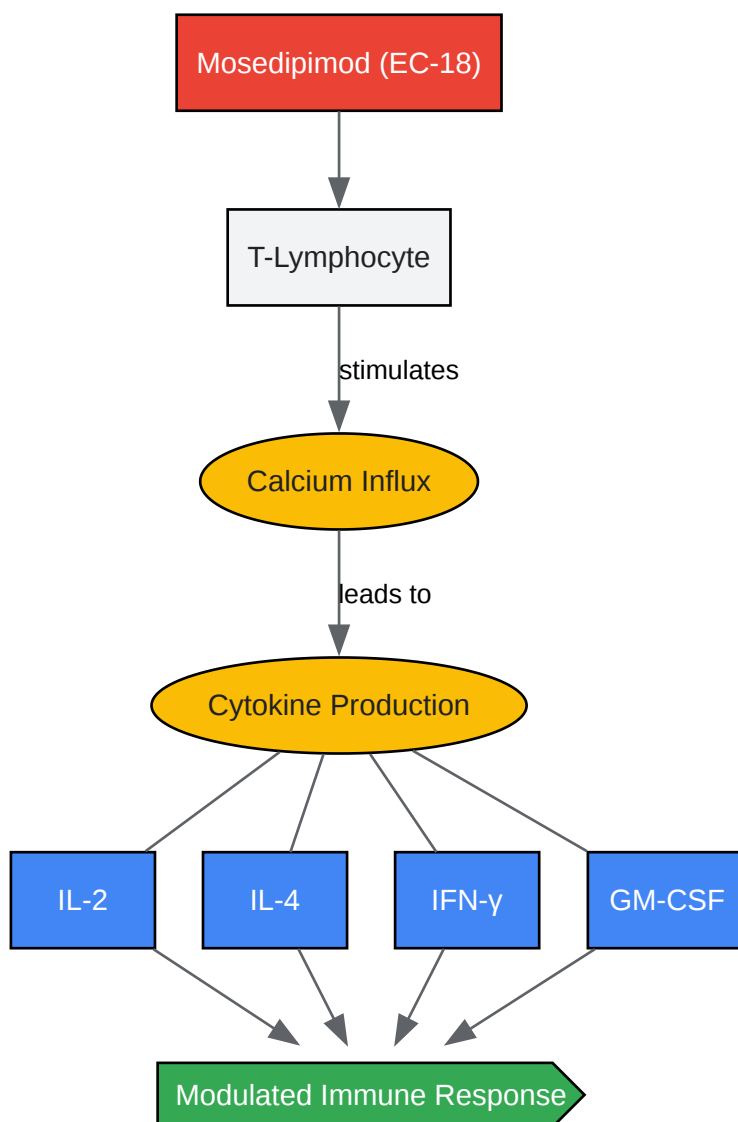 Mosedipimod (EC-18)
T-Lymphocyte
stimulates
Calcium Influx
leads to
Cytokine Production
IL-2
IL-4
IFN-γ
GM-CSF
Modulated Immune Response